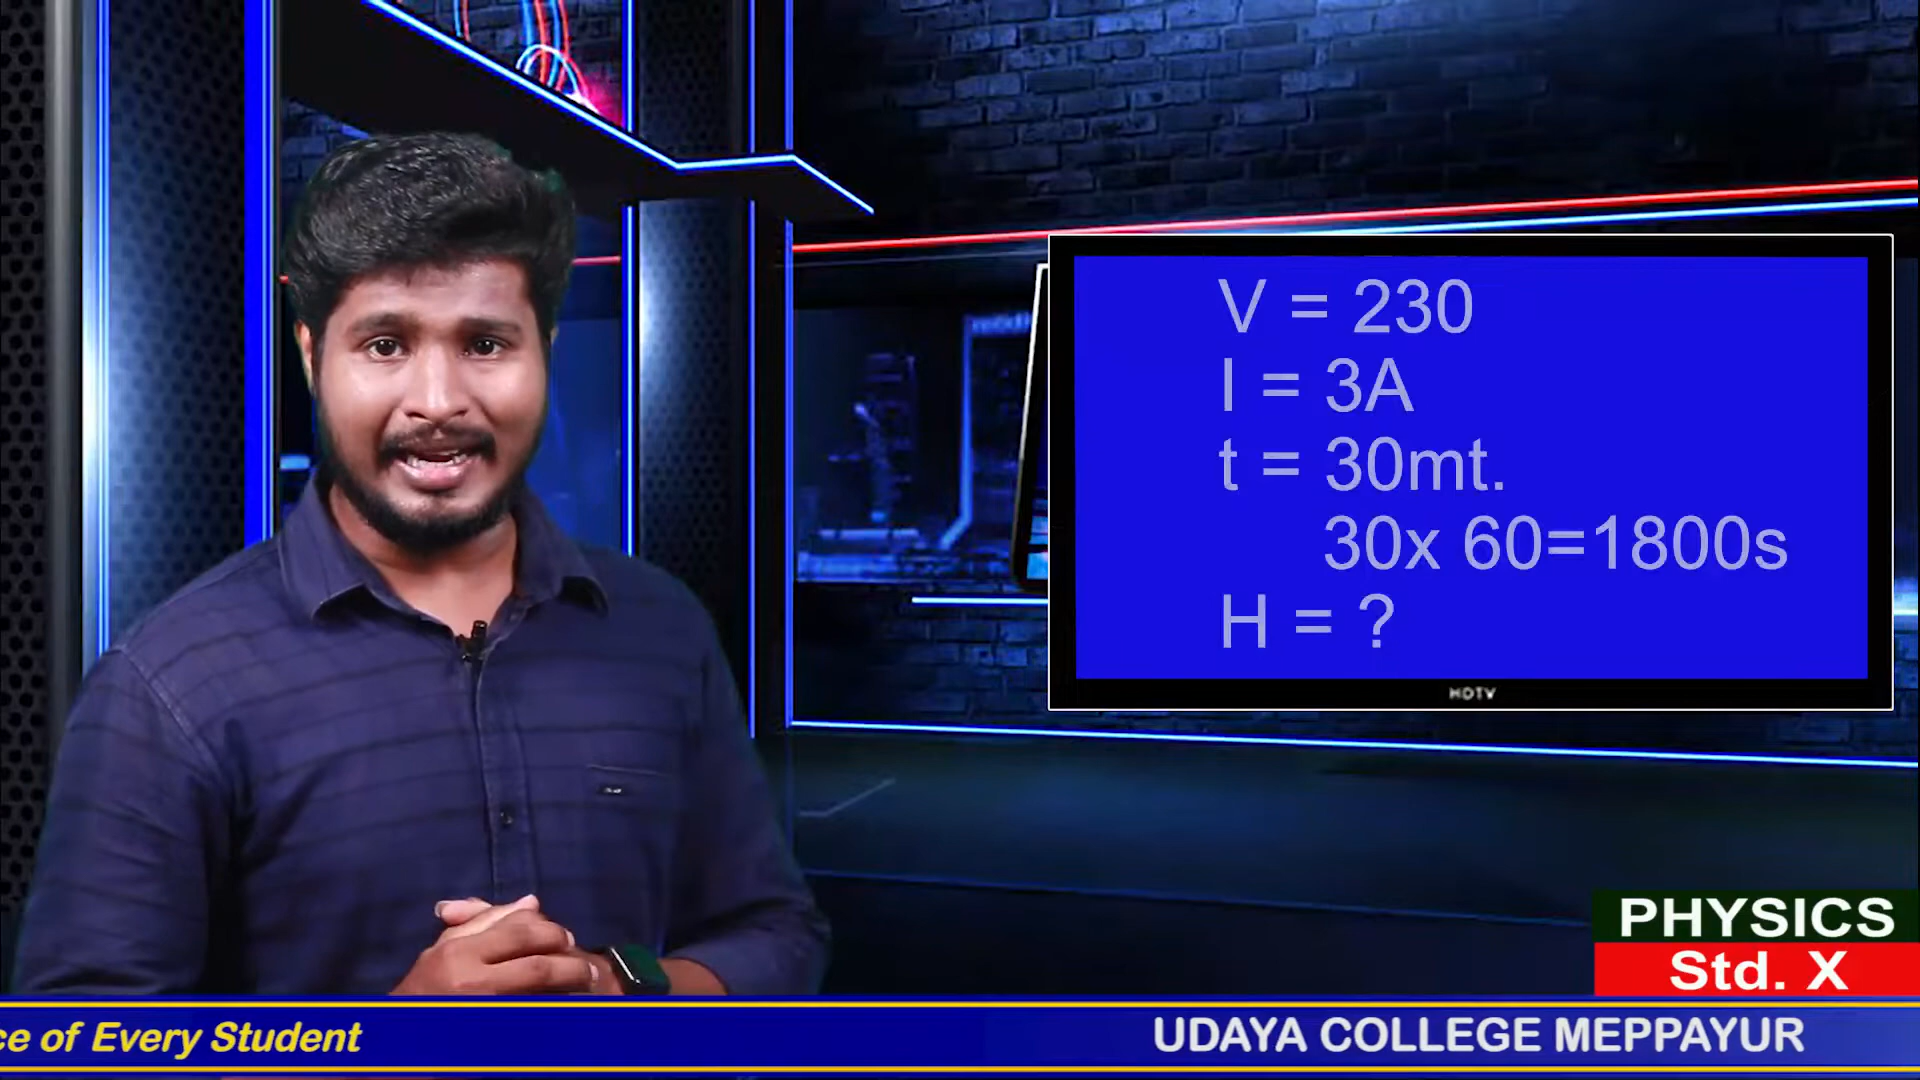 V = 230
I = 3A
t = 30mt.
30x 60=1800s
H = ?
HDTV
PHYSICS
Std. X
ce of Every Student
UDAYA COLLEGE MEPPAYUR